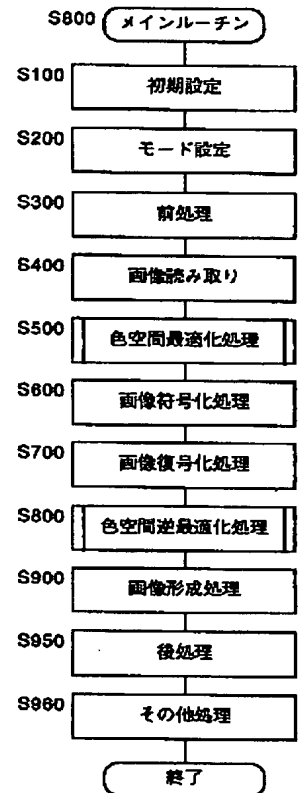 S800 メインルーチン
S100 初期設定
S200 モード設定
S300 前処理
S400 画像読み取り
S500 色空間最適化処理
S600 画像符号化処理
S700 画像復号化処理
S800 色空間逆最適化処理
S900 画像形成処理
S950 後処理
S960 その他処理
終了